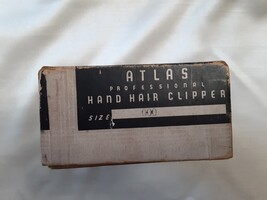 ATLAS
PROFESSIONAL
HAND HAIR CLIPPER
SIZE